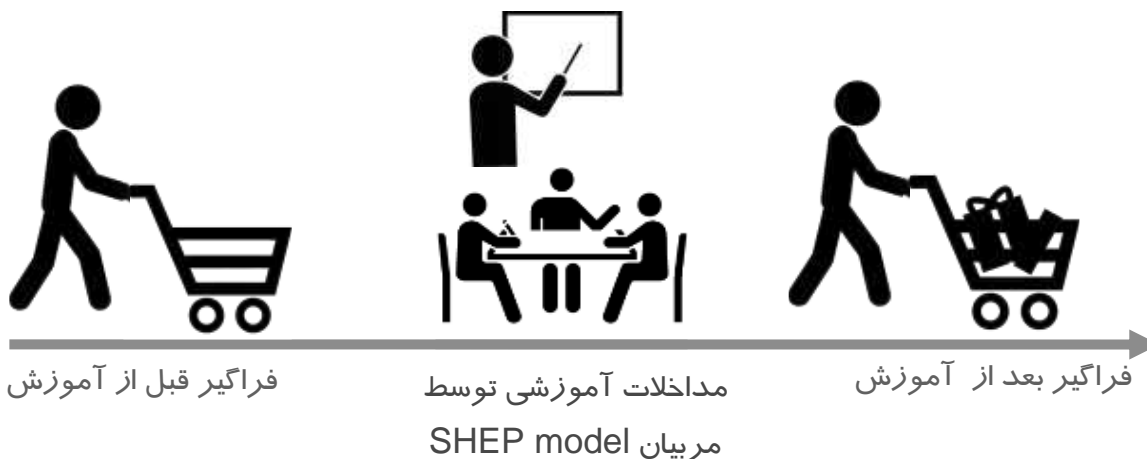 فراگیر قبل از آموزش
مداخلات آموزشی توسط
مربیان SHEP model
فراگیر بعد از آموزش